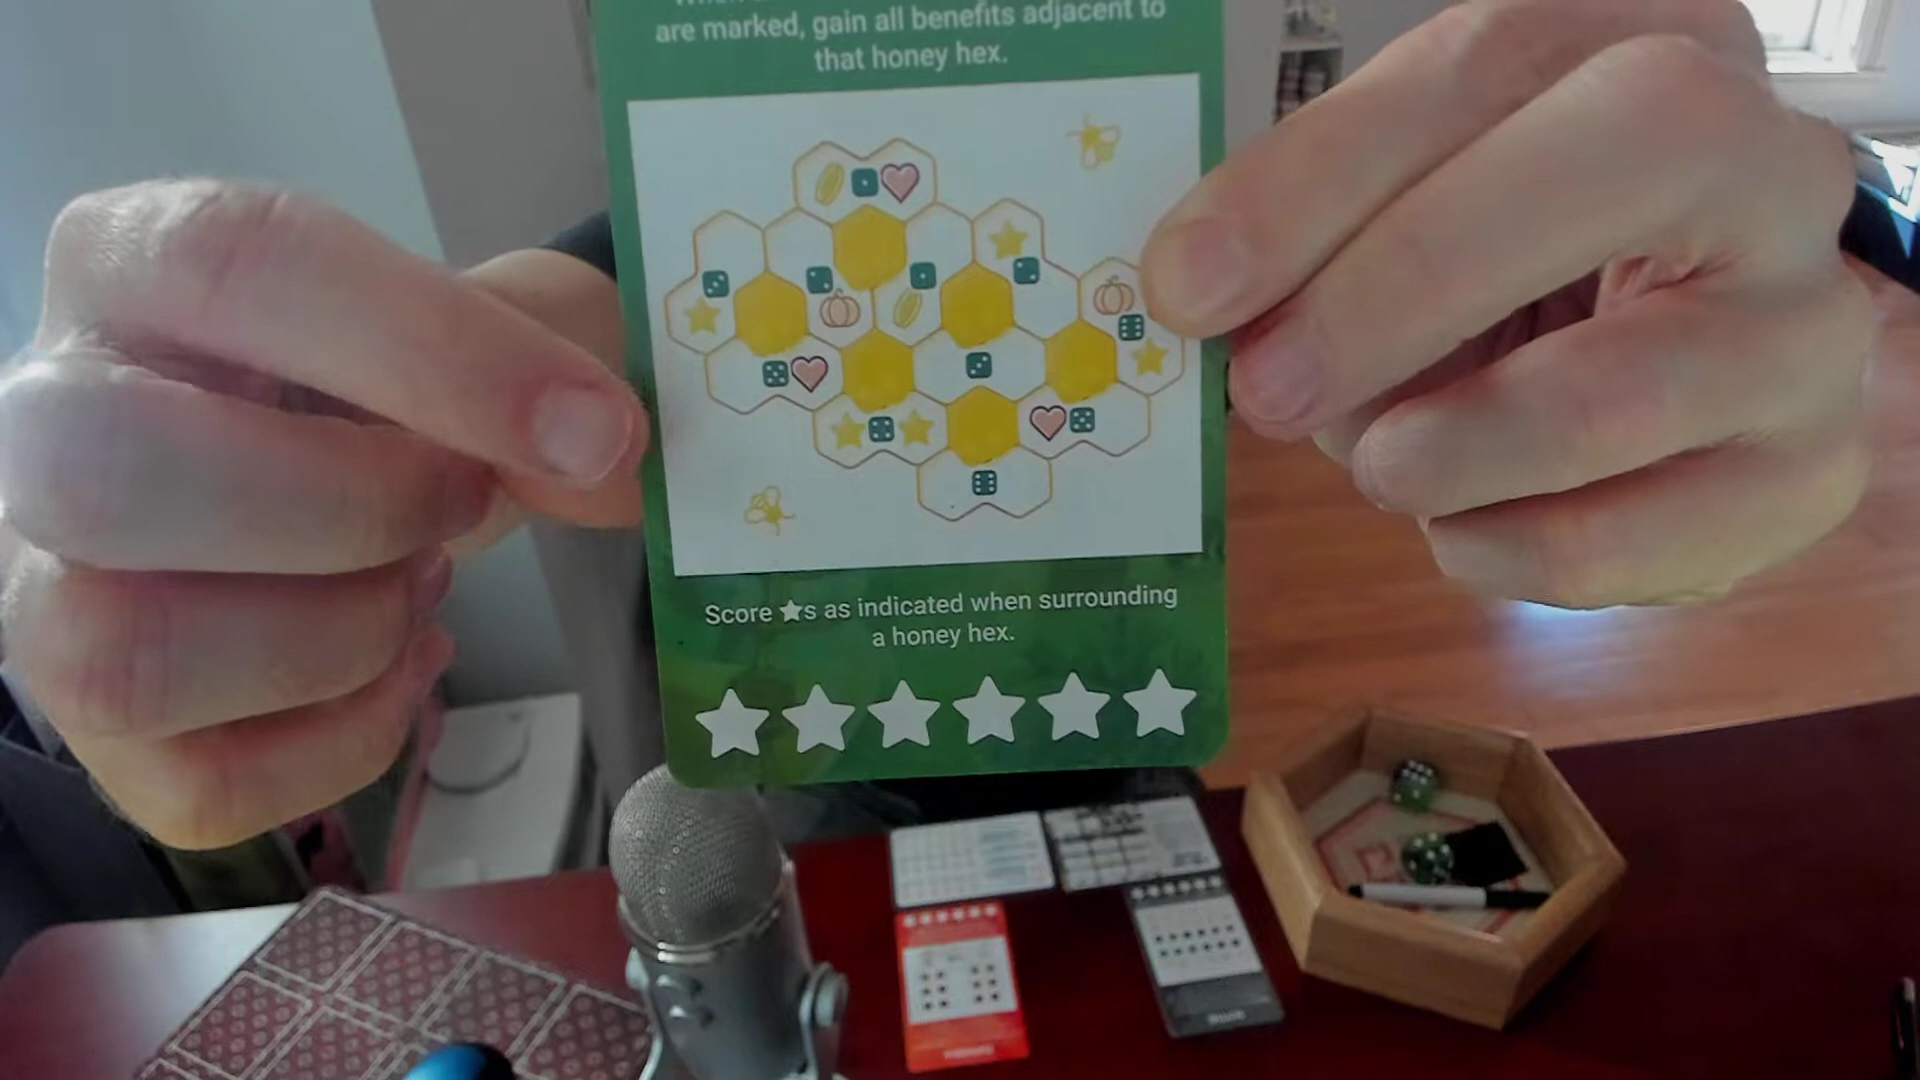 are marked, gain all benefits adjacent to
that honey hex.
Score ★s as indicated when surrounding
a honey hex.